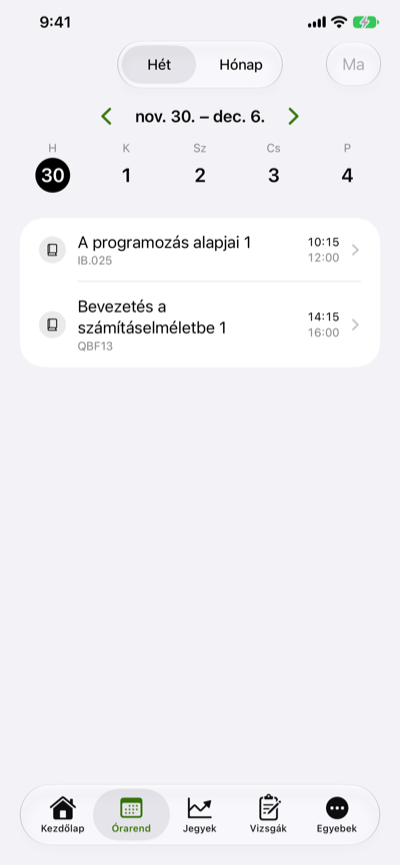 9:41
Hét Hónap Ma
nov. 30. – dec. 6.
H K Sz Cs P
30 1 2 3 4
A programozás alapjai 1 10:15
IB.025 12:00
Bevezetés a
számításelméletbe 1 14:15
QBF13 16:00
Kezdőlap Órarend Jegyek Vizsgák Egyebek